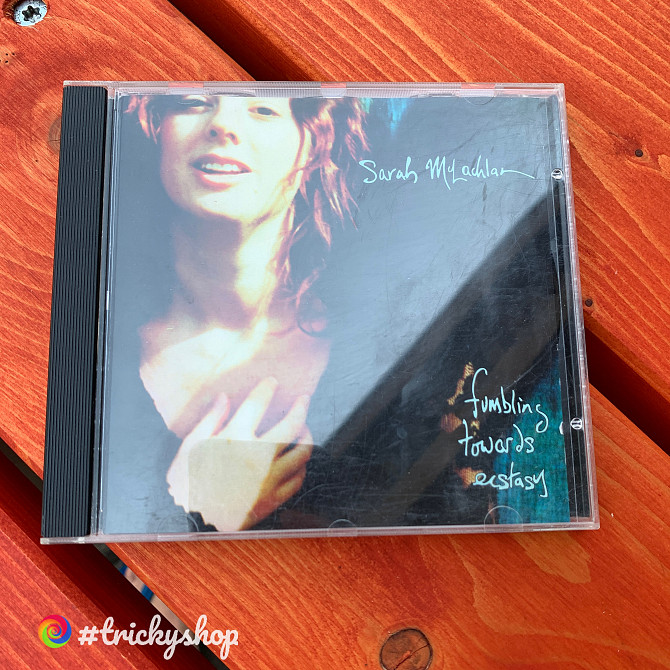 Sarah McLachlan
fumbling
towards
ecstasy
#trickyshop